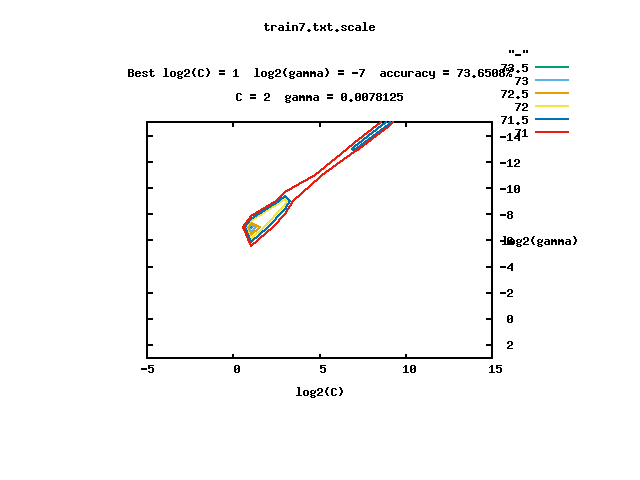 train7.txt.scale
"-"
Best log2(C) = 1  log2(gamma) = -7  accuracy = 73.6508%
73.5
73
72.5
C = 2  gamma = 0.0078125
72
71.5
71
-14
-12
-10
-8
-6
log2(gamma)
-4
-2
0
2
-5 0 5 10 15
log2(C)